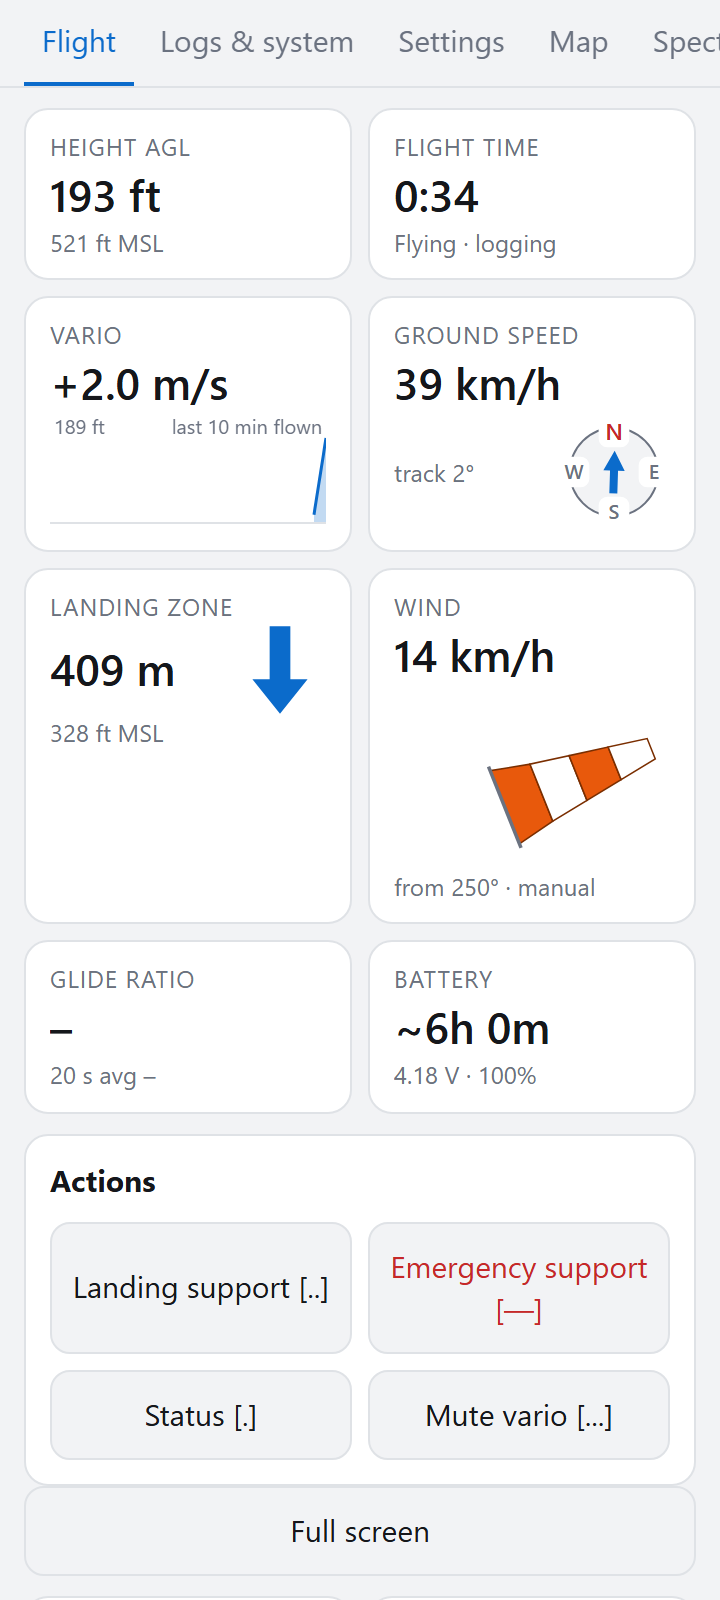 Flight Logs & system Settings Map Spect
HEIGHT AGL
193 ft
521 ft MSL
FLIGHT TIME
0:34
Flying · logging
VARIO
+2.0 m/s
189 ft last 10 min flown
GROUND SPEED
39 km/h
track 2°
N
W E
S
LANDING ZONE
409 m
328 ft MSL
WIND
14 km/h
from 250° · manual
GLIDE RATIO
–
20 s avg –
BATTERY
~6h 0m
4.18 V · 100%
Actions
Landing support [..]
Emergency support
[—]
Status [.]
Mute vario [...]
Full screen